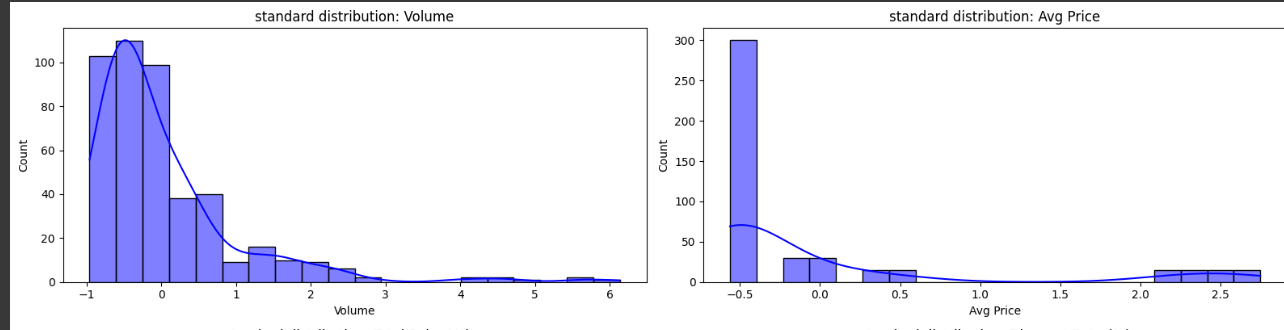 standard distribution: Volume
100
80
60
40
20
0
Count
−1 0 1 2 3 4 5 6
Volume
standard distribution: Avg Price
300
250
200
150
100
50
0
Count
−0.5 0.0 0.5 1.0 1.5 2.0 2.5
Avg Price